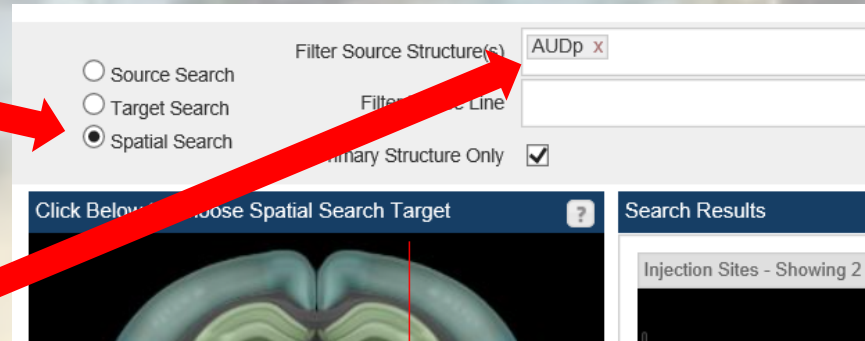 Source Search
Target Search
Spatial Search
Filter Source Structure(s)
AUDp x
Line
Structure Only
Click Below Spatial Search Target
?
Search Results
Injection Sites - Showing 2